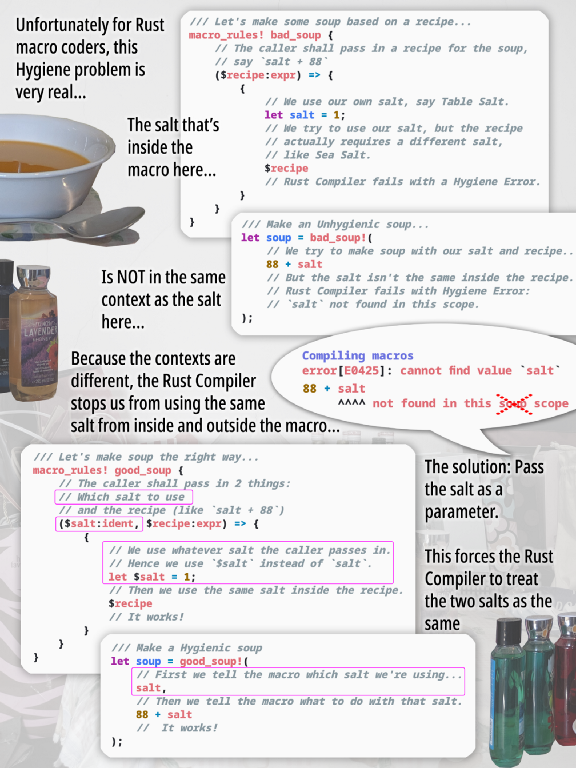 Unfortunately for Rust
macro coders, this
Hygiene problem is
very real...
/// Let's make some soup based on a recipe...
macro_rules! bad_soup {
// The caller shall pass in a recipe for the soup,
// say `salt + 88`
($recipe:expr) => {
{
// We use our own salt, say Table Salt.
let salt = 1;
// We try to use our salt, but the recipe
// actually requires a different salt,
// like Sea Salt.
$recipe
// Rust Compiler fails with a Hygiene Error.
}
}
}
The salt that's
inside the
macro here...
/// Make an Unhygienic soup...
let soup = bad_soup!(
// We try to make soup with our salt and recipe..
88 + salt
// But the salt isn't the same inside the recipe.
// Rust Compiler fails with Hygiene Error:
// `salt` not found in this scope.
);
Is NOT in the same
context as the salt
here...
LAVENDER
Because the contexts are
different, the Rust Compiler
stops us from using the same
salt from inside and outside the macro...
Compiling macros
error[E0425]: cannot find value `salt`
88 + salt
^^^^ not found in this soup scope
/// Let's make soup the right way...
macro_rules! good_soup {
// The caller shall pass in 2 things:
// Which salt to use
// and the recipe (like `salt + 88`)
($salt:ident, $recipe:expr) => {
{
// We use whatever salt the caller passes in.
// Hence we use `$salt` instead of `salt`.
let $salt = 1;
// Then we use the same salt inside the recipe.
$recipe
// It works!
}
}
}
The solution: Pass
the salt as a
parameter.
This forces the Rust
Compiler to treat
the two salts as the
same
/// Make a Hygienic soup
let soup = good_soup!(
// First we tell the macro which salt we're using...
salt,
// Then we tell the macro what to do with that salt.
88 + salt
//  It works!
);